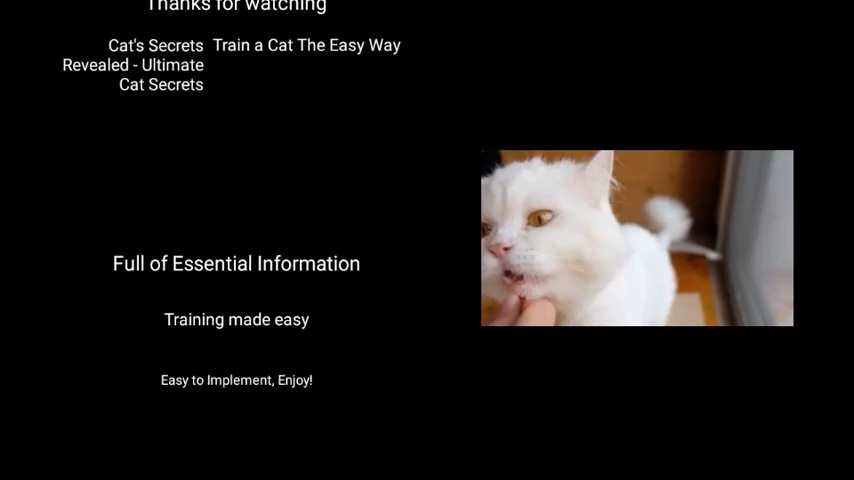 Thanks for watching
Cat's Secrets Train a Cat The Easy Way
Revealed - Ultimate
Cat Secrets
Full of Essential Information
Training made easy
Easy to Implement, Enjoy!